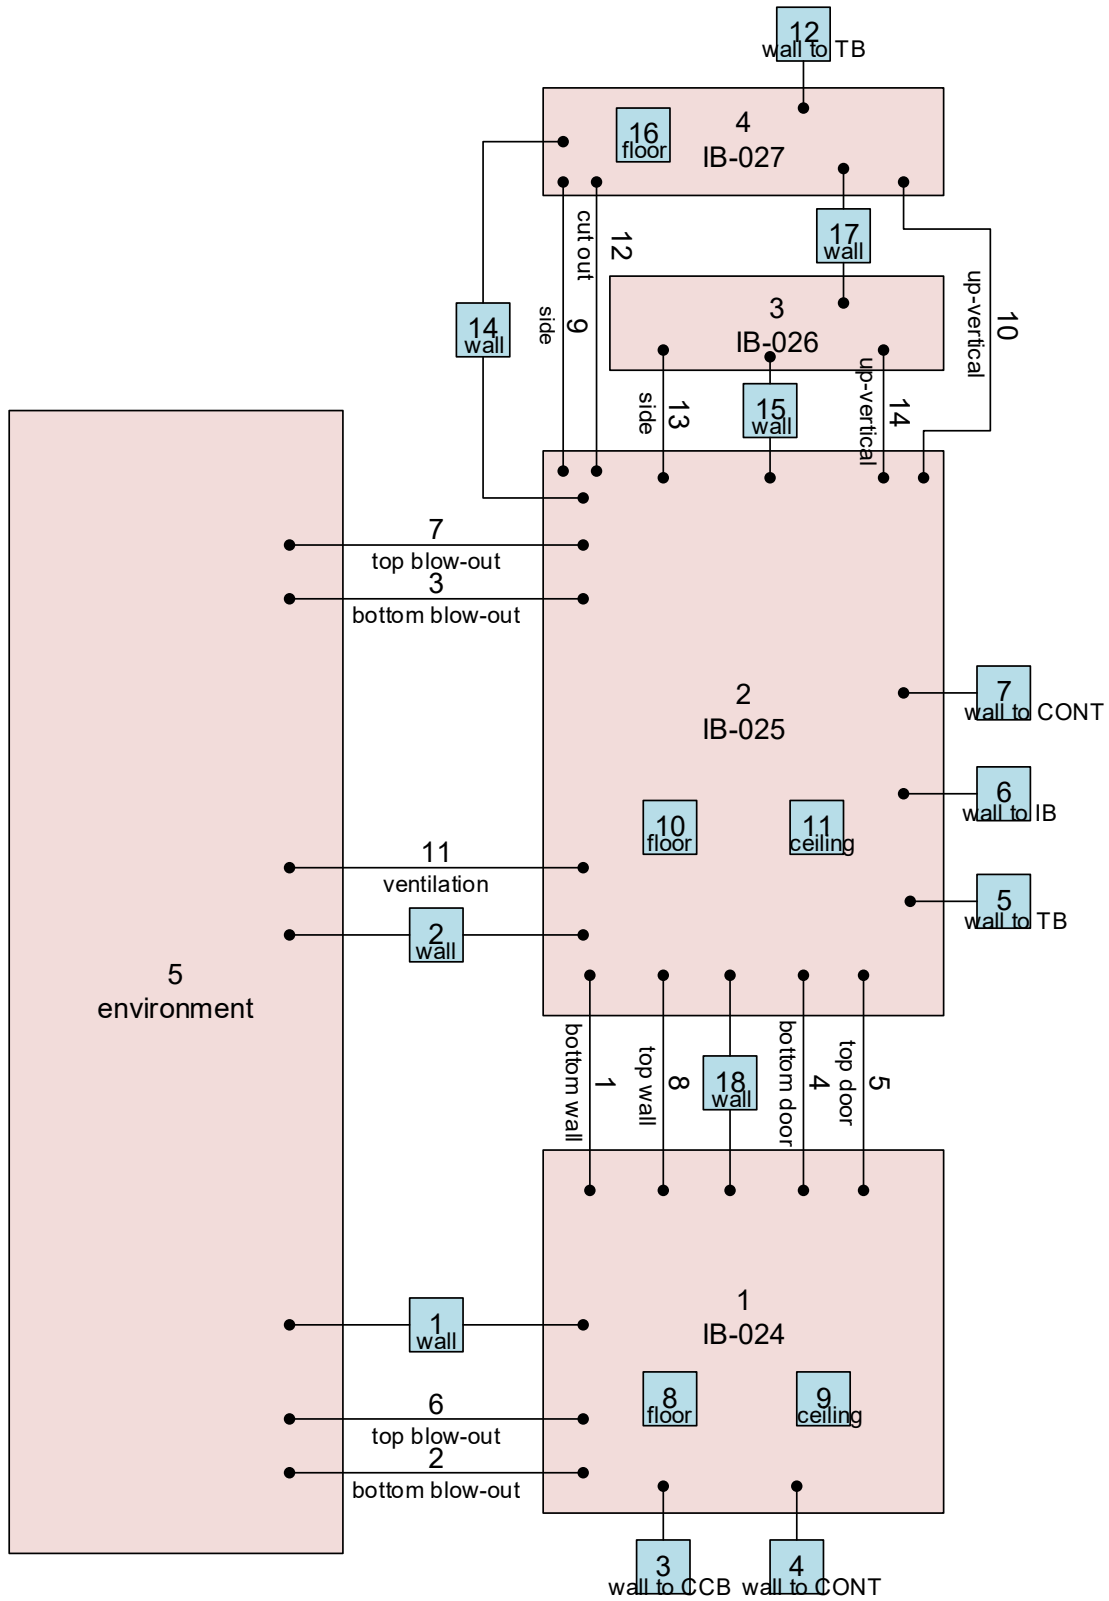 12
wall to TB
16
floor
4
IB-027
cut out
12
17
wall
up-vertical
10
14
wall
side
9
3
IB-026
side
13
15
wall
up-vertical
14
7
top blow-out
3
bottom blow-out
2
IB-025
7
wall to CONT
6
wall to IB
10
floor
11
ceiling
11
ventilation
5
wall to TB
2
wall
5
environment
bottom wall
1
top wall
8
18
wall
bottom door
4
top door
5
1
wall
1
IB-024
8
floor
9
ceiling
6
top blow-out
2
bottom blow-out
3
wall to CCB
4
wall to CONT